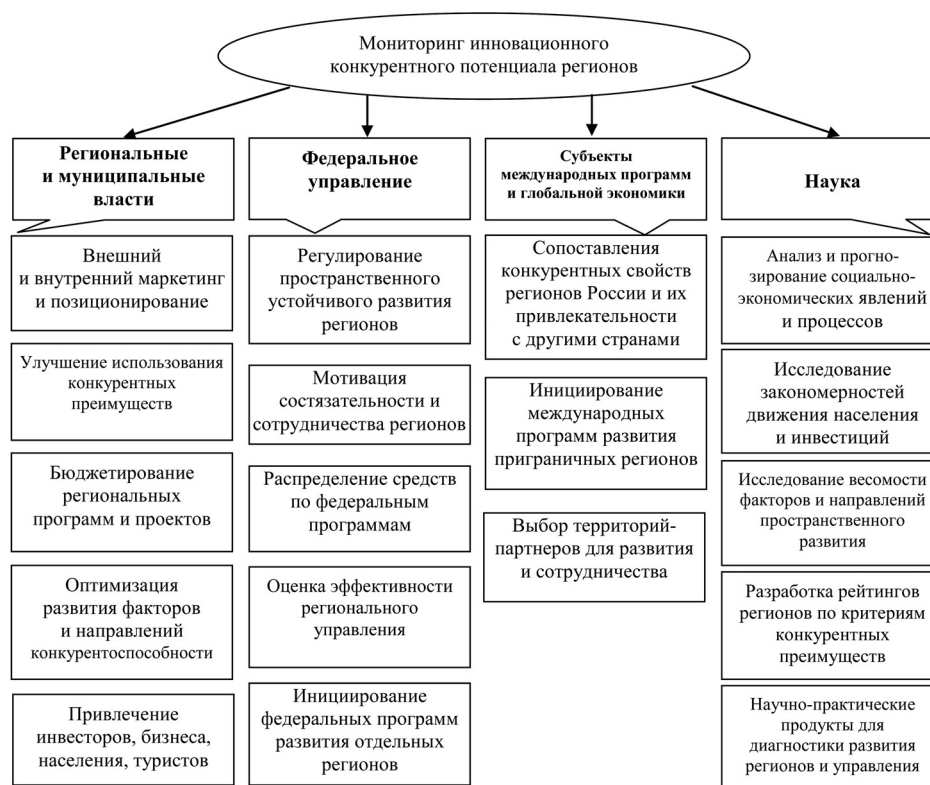 Мониторинг инновационного
конкурентного потенциала регионов
Региональные
и муниципальные
власти
Внешний
и внутренний маркетинг
и позиционирование
Улучшение использования
конкурентных
преимуществ
Бюджетирование
региональных
программ и проектов
Оптимизация
развития факторов
и направлений
конкурентоспособности
Привлечение
инвесторов, бизнеса,
населения, туристов
Федеральное
управление
Регулирование
пространственного
устойчивого развития
регионов
Мотивация
состязательности и
сотрудничества регионов
Распределение средств
по федеральным
программам
Оценка эффективности
регионального
управления
Инициирование
федеральных программ
развития отдельных
регионов
Субъекты
международных программ
и глобальной экономики
Сопоставления
конкурентных свойств
регионов России и их
привлекательности
с другими странами
Инициирование
международных
программ развития
приграничных регионов
Выбор территорий-
партнеров для развития
и сотрудничества
Наука
Анализ и прогно-
зирование социально-
экономических явлений
и процессов
Исследование
закономерностей
движения населения
и инвестиций
Исследование весомости
факторов и направлений
пространственного
развития
Разработка рейтингов
регионов по критериям
конкурентных
преимуществ
Научно-практические
продукты для
диагностики развития
регионов и управления